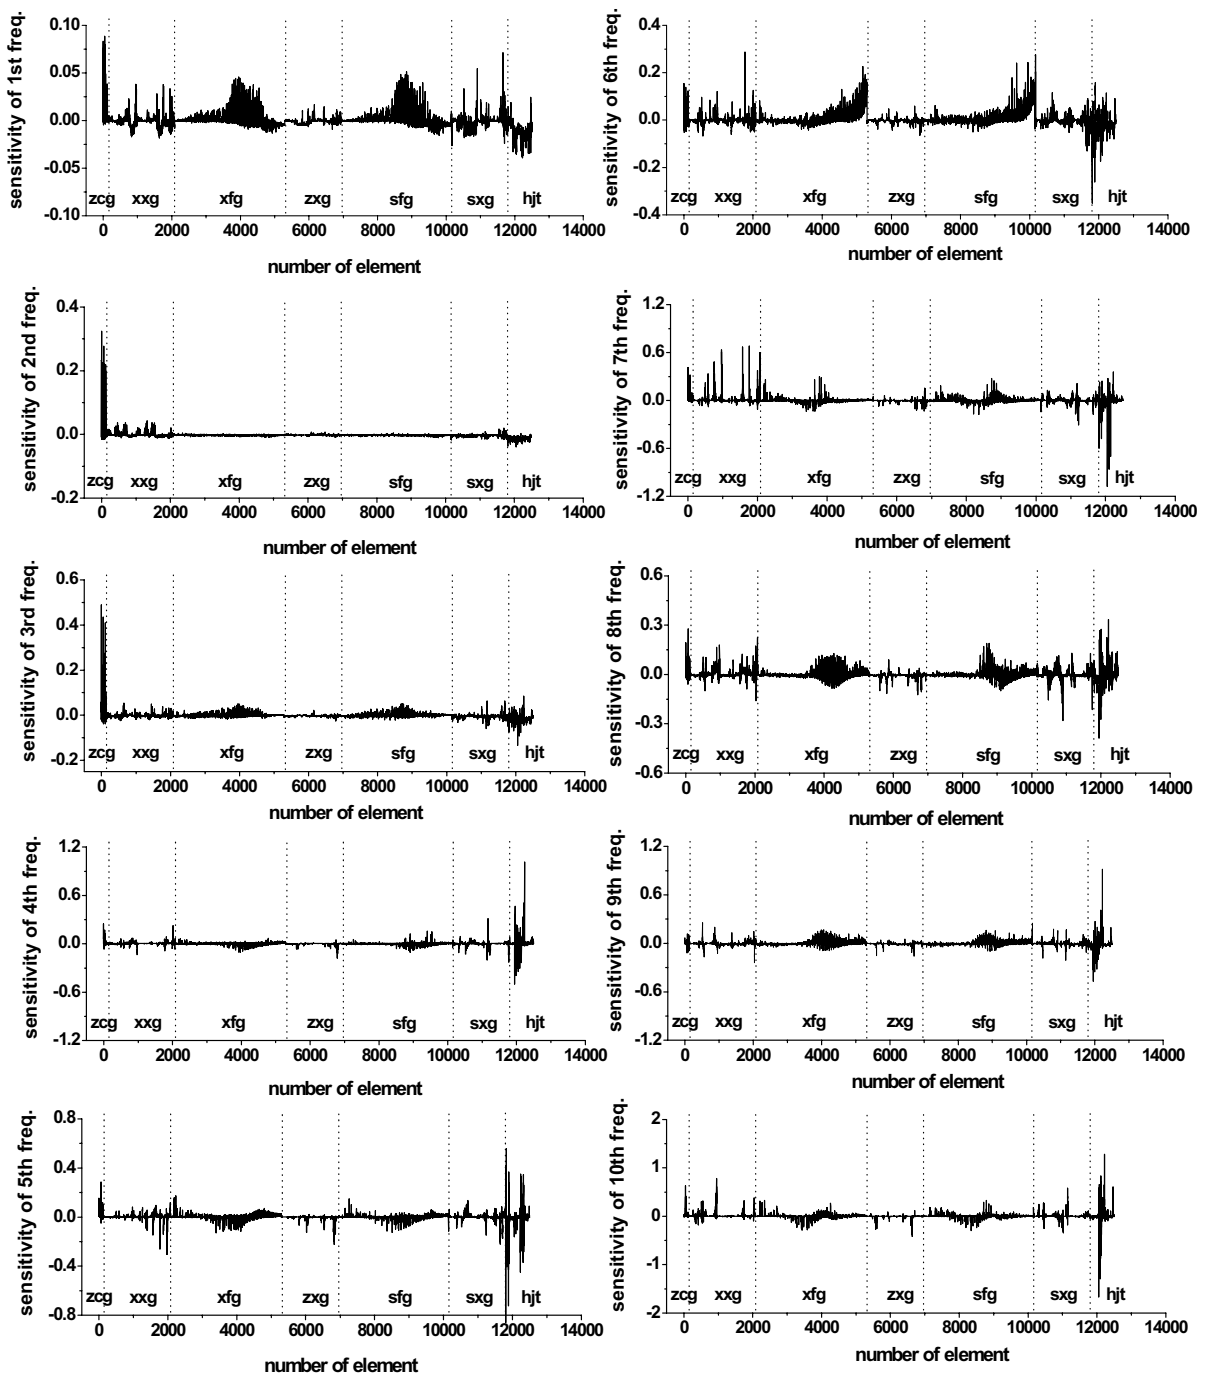 sensitivity of 1st freq.
0.10
0.05
0.00
-0.05
-0.10
zcg xxg xfg zxg sfg sxg hjt
0 2000 4000 6000 8000 10000 12000 14000
number of element
sensitivity of 6th freq.
0.4
0.2
0.0
-0.2
-0.4
zcg xxg xfg zxg sfg sxg hjt
0 2000 4000 6000 8000 10000 12000 14000
number of element
sensitivity of 2nd freq.
0.4
0.2
0.0
-0.2
zcg xxg xfg zxg sfg sxg hjt
0 2000 4000 6000 8000 10000 12000 14000
number of element
sensitivity of 7th freq.
1.2
0.6
0.0
-0.6
-1.2
zcg xxg xfg zxg sfg sxg hjt
0 2000 4000 6000 8000 10000 12000 14000
number of element
sensitivity of 3rd freq.
0.6
0.4
0.2
0.0
-0.2
zcg xxg xfg zxg sfg sxg hjt
0 2000 4000 6000 8000 10000 12000 14000
number of element
sensitivity of 8th freq.
0.6
0.3
0.0
-0.3
-0.6
zcg xxg xfg zxg sfg sxg hjt
0 2000 4000 6000 8000 10000 12000 14000
number of element
sensitivity of 4th freq.
1.2
0.6
0.0
-0.6
-1.2
zcg xxg xfg zxg sfg sxg hjt
0 2000 4000 6000 8000 10000 12000 14000
number of element
sensitivity of 9th freq.
1.2
0.6
0.0
-0.6
-1.2
zcg xxg xfg zxg sfg sxg hjt
0 2000 4000 6000 8000 10000 12000 14000
number of element
sensitivity of 5th freq.
0.8
0.4
0.0
-0.4
-0.8
zcg xxg xfg zxg sfg sxg hjt
0 2000 4000 6000 8000 10000 12000 14000
number of element
sensitivity of 10th freq.
2
1
0
-1
-2
zcg xxg xfg zxg sfg sxg hjt
0 2000 4000 6000 8000 10000 12000 14000
number of element